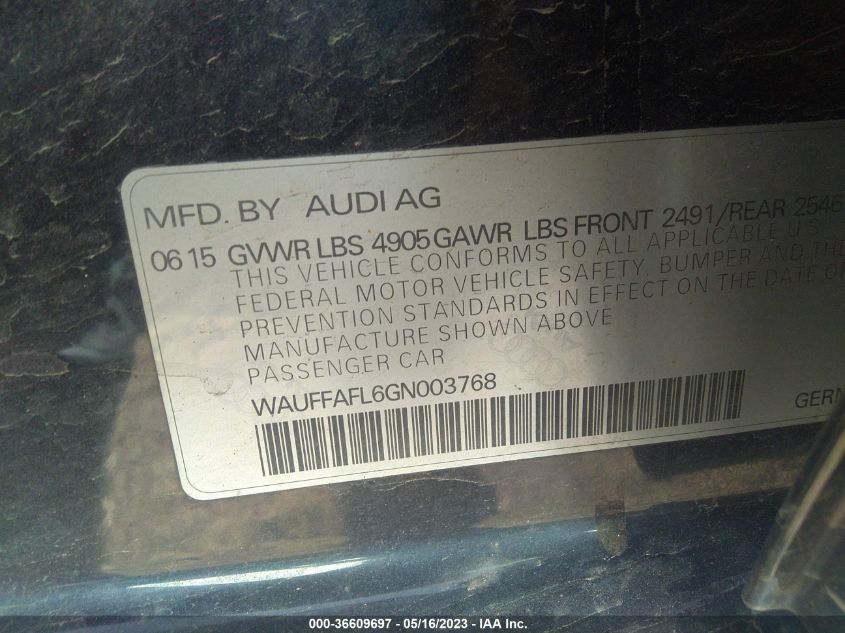 MFD. BY AUDI AG
06 15 GVWR LBS 4905 GAWR LBS FRONT 2491/REAR 2546
THIS VEHICLE CONFORMS TO ALL APPLICABLE U.S
FEDERAL MOTOR VEHICLE SAFETY, BUMPER AND THE
PREVENTION STANDARDS IN EFFECT ON THE DATE OF
MANUFACTURE SHOWN ABOVE
PASSENGER CAR
WAUFFAFL6GN003768
GERN
000-36609697 - 05/16/2023 - IAA Inc.